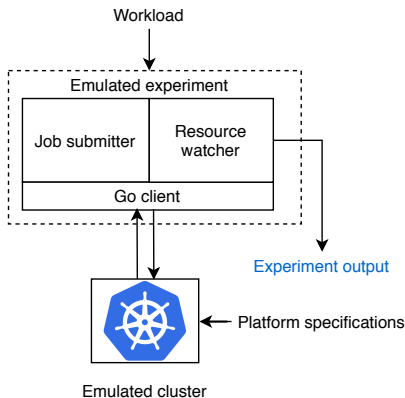 Workload
Emulated experiment
Job submitter
Resource
watcher
Go client
Experiment output
Platform specifications
Emulated cluster